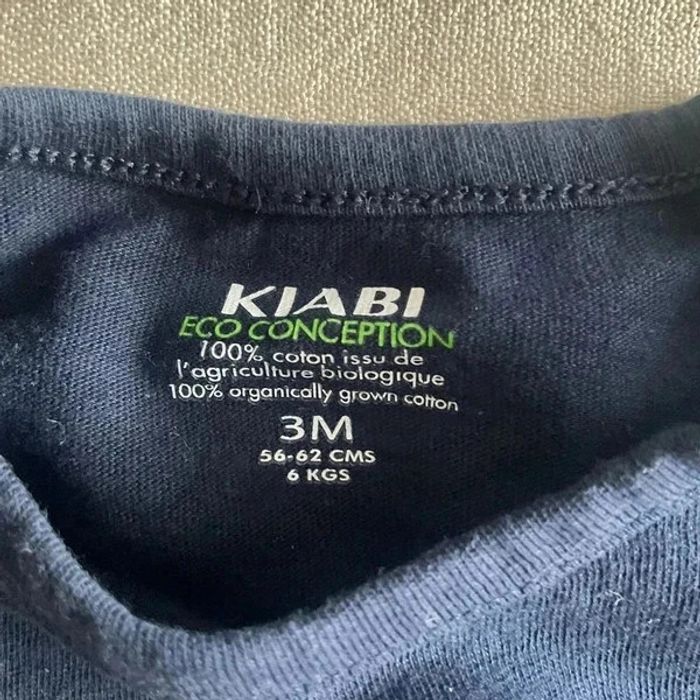 KIABI
ECO CONCEPTION
100% coton issu de
l'agriculture biologique
100% organically grown cotton
3M
56-62 CMS
6 KGS